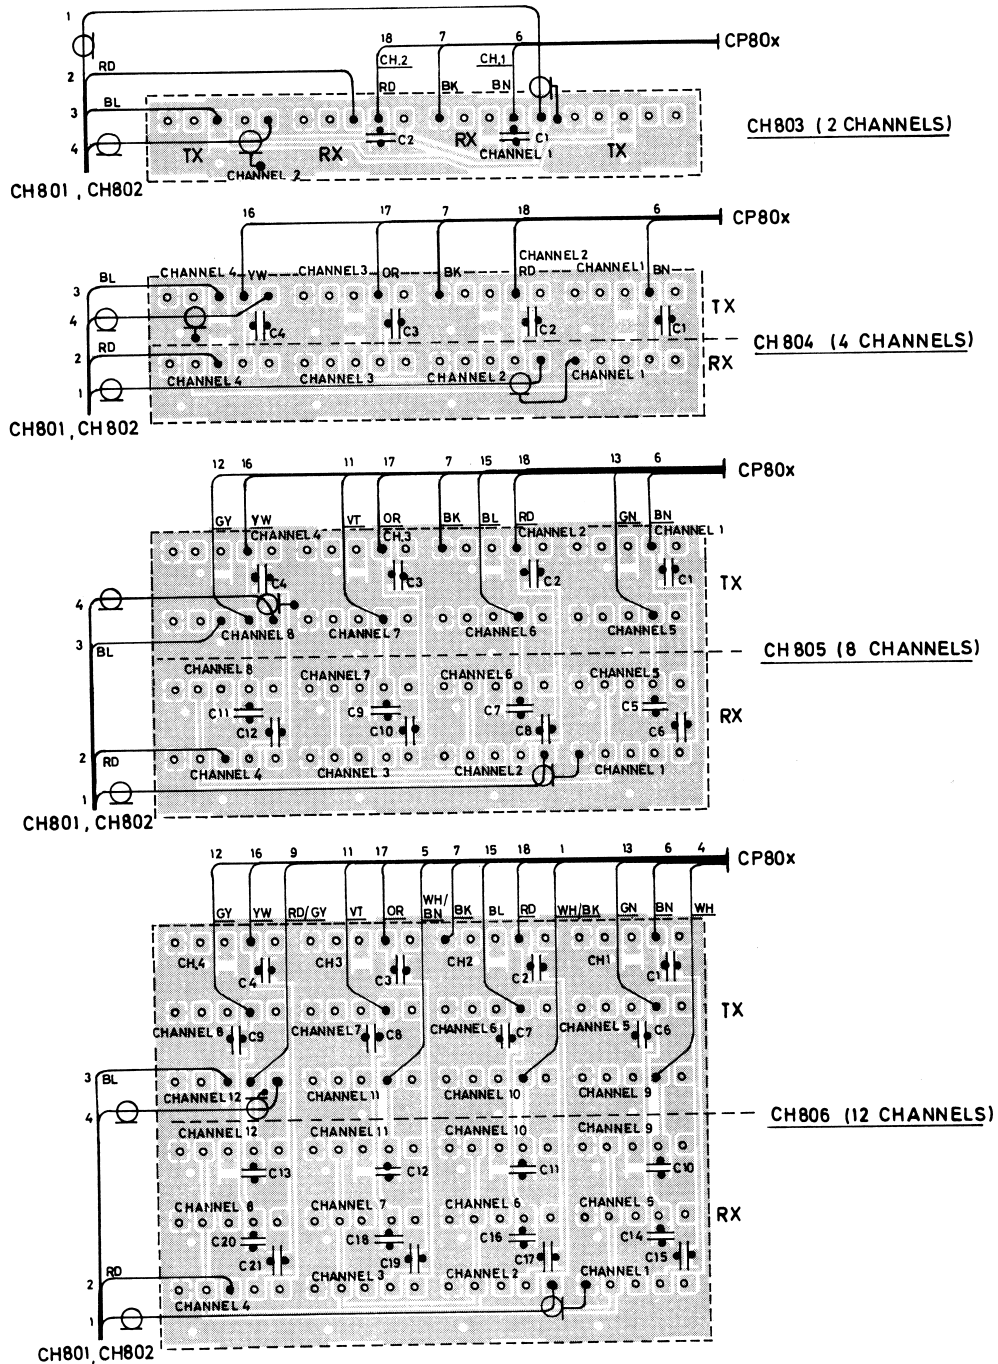 1
18 7 6
CP80x
CH.2 CH.1
2 RD
RD BK BN
3 BL
CH803 (2 CHANNELS)
C2 RX C1
4 TX RX CHANNEL 1 TX
CHANNEL 2
CH801, CH802
16 17 7 18 6
CP80x
CHANNEL 2
BL CHANNEL 4 CHANNEL 3 CHANNEL 1
YW OR BK RD BN
3
TX
4 C4 C3 C2 C1
CH804 (4 CHANNELS)
2 RD RX
CHANNEL 4 CHANNEL 3 CHANNEL 2 CHANNEL 1
1
CH801, CH802
12 16 11 17 7 15 18 13 6
CP80x
GY YW VT OR BK BL RD GN BN
CHANNEL 4 CH.3 CHANNEL 2 CHANNEL 1
C4 C3 C2 C1 TX
4
CHANNEL 8 CHANNEL 7 CHANNEL 6 CHANNEL 5
3 BL
CH805 (8 CHANNELS)
CHANNEL 8 CHANNEL 7 CHANNEL 6 CHANNEL 5
C11 C9 C7 C5 RX
C12 C10 C8 C6
2 RD
CHANNEL 4 CHANNEL 3 CHANNEL 2 CHANNEL 1
1
CH801, CH802
12 16 9 11 17 5 7 15 18 1 13 6 4
CP80x
GY YW RD/GY VT OR WH/BN BK BL RD WH/BK GN BN WH
CH.4 CH3 CH2 CH1
C4 C3 C2 C1
TX
CHANNEL 8 C9 CHANNEL 7 C8 CHANNEL 6 C7 CHANNEL 5 C6
3 BL
CHANNEL 12 CHANNEL 11 CHANNEL 10 CHANNEL 9
4
CH806 (12 CHANNELS)
CHANNEL 12 CHANNEL 11 CHANNEL 10 CHANNEL 9
C13 C12 C11 C10
CHANNEL 8 CHANNEL 7 CHANNEL 6 CHANNEL 5
RX
C20 C18 C16 C14
C21 C19 C17 C15
2 RD CHANNEL 3 CHANNEL 2 CHANNEL 1
CHANNEL 4
1
CH801, CH802